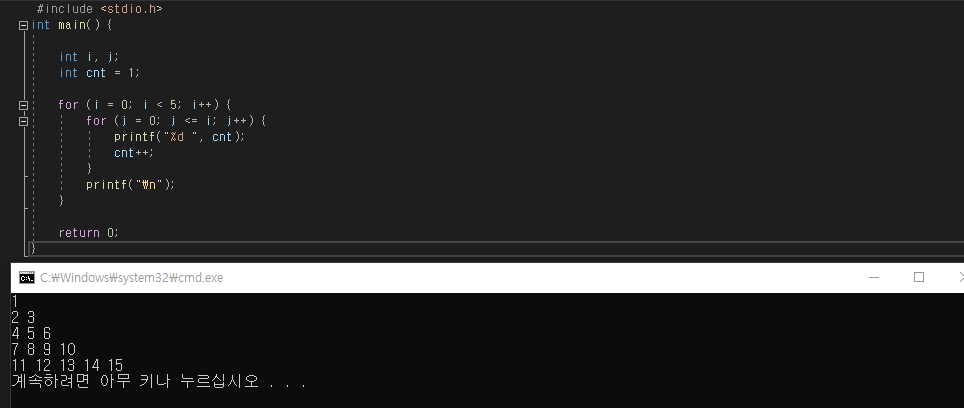 #include <stdio.h>
int main() {
int i, j;
int cnt = 1;
for (i = 0; i < 5; i++) {
for (j = 0; j <= i; j++) {
printf("%d ", cnt);
cnt++;
}
printf("₩n");
}
return 0;
}
C:\. C:₩Windows₩system32₩cmd.exe
1
2 3
4 5 6
7 8 9 10
11 12 13 14 15
계속하려면 아무 키나 누르십시오 . . .